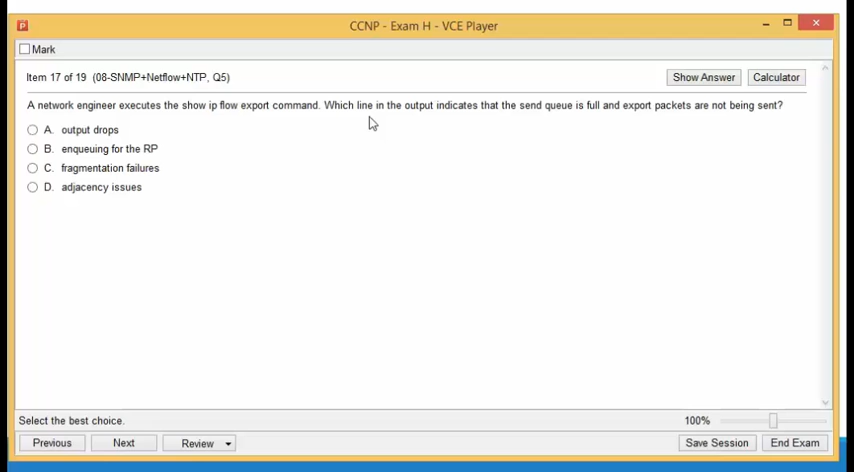 CCNP - Exam H - VCE Player
Mark
Item 17 of 19 (08-SNMP+Netflow+NTP, Q5)
Show Answer
Calculator
A network engineer executes the show ip flow export command. Which line in the output indicates that the send queue is full and export packets are not being sent?
A. output drops
B. enqueuing for the RP
C. fragmentation failures
D. adjacency issues
Select the best choice.
100%
Previous
Next
Review
Save Session
End Exam